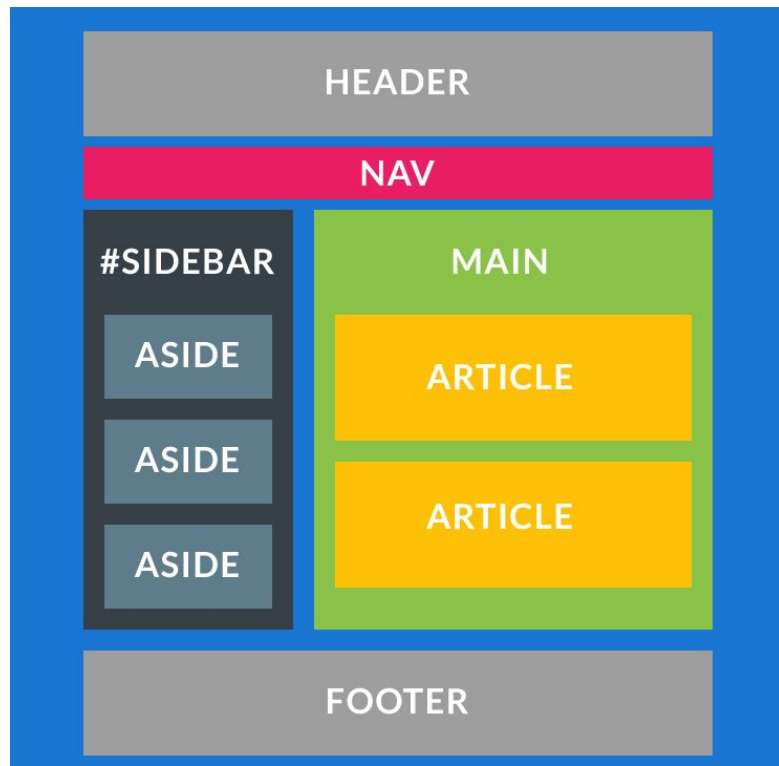 HEADER
NAV
#SIDEBAR
ASIDE
ASIDE
ASIDE
MAIN
ARTICLE
ARTICLE
FOOTER